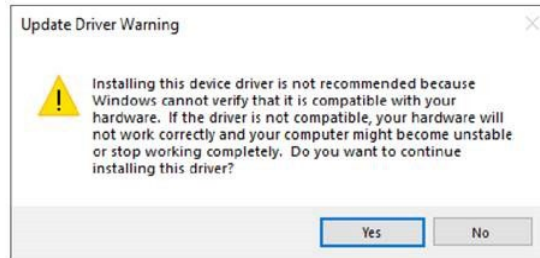 Update Driver Warning
Installing this device driver is not recommended because
Windows cannot verify that it is compatible with your
hardware. If the driver is not compatible, your hardware will
not work correctly and your computer might become unstable
or stop working completely. Do you want to continue
installing this driver?
Yes No